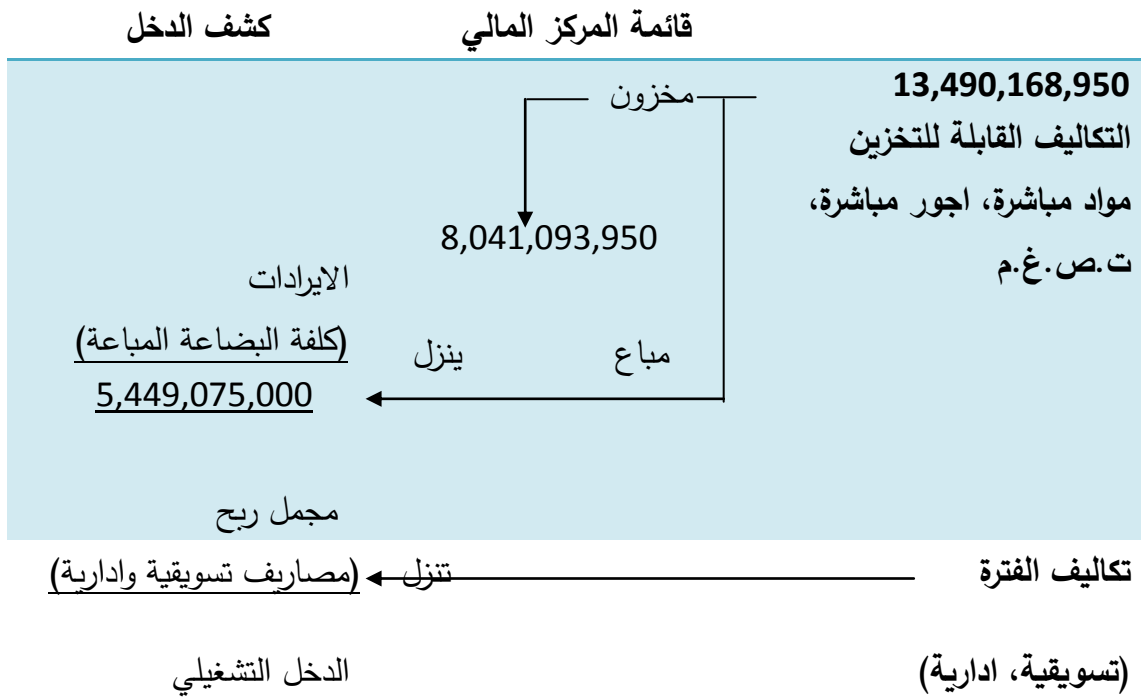 قائمة المركز المالي كشف الدخل
13,490,168,950
مخزون
التكاليف القابلة للتخزين
مواد مباشرة، اجور مباشرة،
8,041,093,950
ت.ص.غ.م
الايرادات
مباع ينزل (كلفة البضاعة المباعة)
5,449,075,000
مجمل ربح
تكاليف الفترة تتنزل (مصاريف تسويقية وادارية)
(تسويقية، ادارية) الدخل التشغيلي